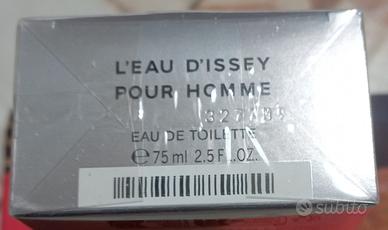 L'EAU D'ISSEY
POUR HOMME
EAU DE TOILETTE
℮ 75 ml 2.5 FL.OZ.
subito